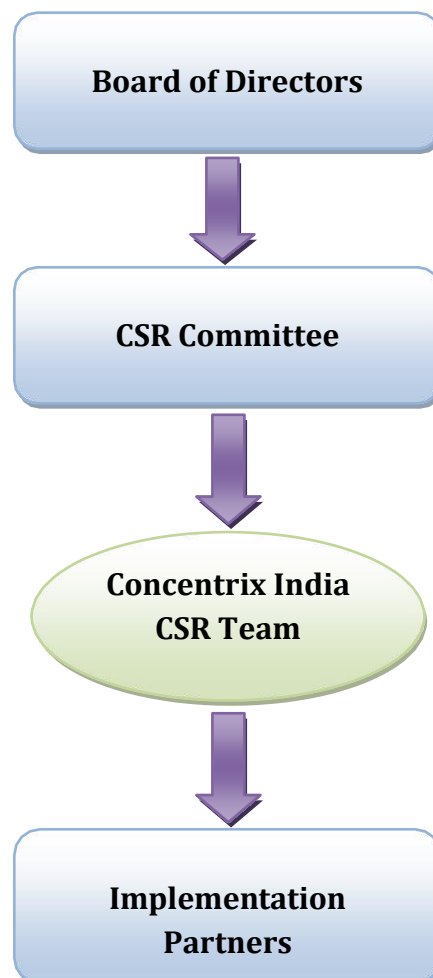 Board of Directors
CSR Committee
Concentrix India
CSR Team
Implementation
Partners